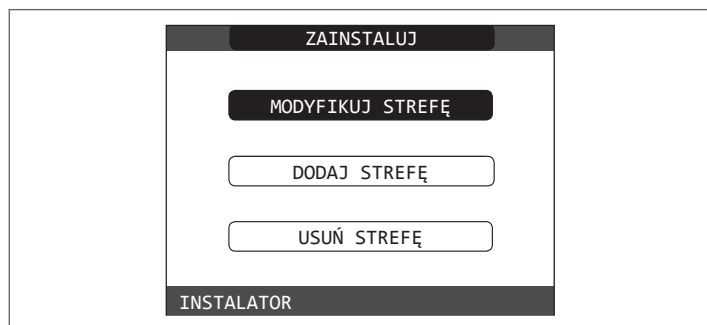 ZAINSTALUJ
MODYFIKUJ STREFĘ
DODAJ STREFĘ
USUŃ STREFĘ
INSTALATOR